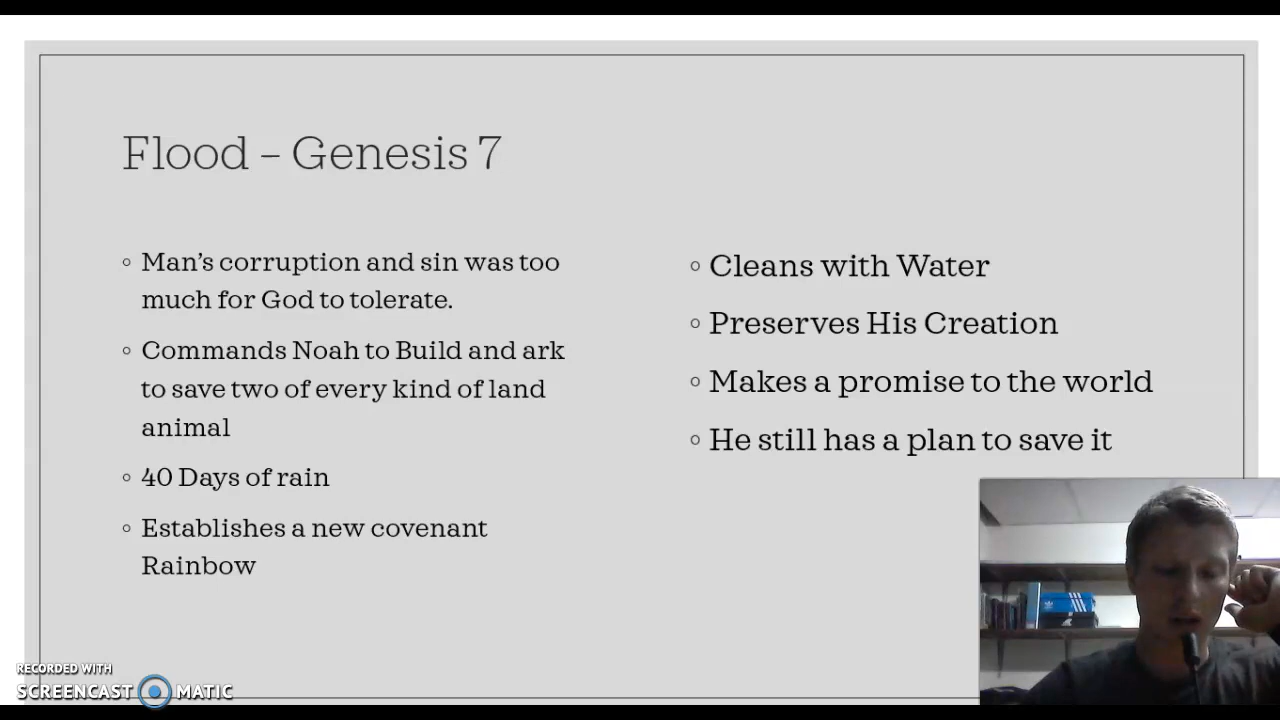 Flood – Genesis 7
◦ Man's corruption and sin was too
much for God to tolerate.
◦ Commands Noah to Build and ark
to save two of every kind of land
animal
◦ 40 Days of rain
◦ Establishes a new covenant
Rainbow
◦ Cleans with Water
◦ Preserves His Creation
◦ Makes a promise to the world
◦ He still has a plan to save it
RECORDED WITH
SCREENCAST MATIC